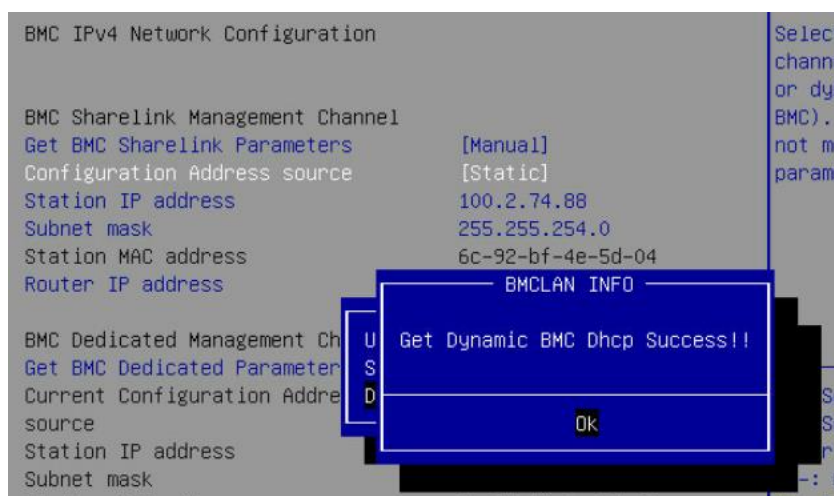 BMC IPv4 Network Configuration
Selec
chann
or dy
BMC Sharelink Management Channel
BMC).
Get BMC Sharelink Parameters [Manual]
not m
Configuration Address source [Static]
param
Station IP address 100.2.74.88
Subnet mask 255.255.254.0
Station MAC address 6c-92-bf-4e-5d-04
Router IP address
BMCLAN INFO
BMC Dedicated Management Ch
U
Get Dynamic BMC Dhcp Success!!
Get BMC Dedicated Parameter
S
Current Configuration Addre
D
source
Ok
Station IP address
Subnet mask
S
S
r
-: